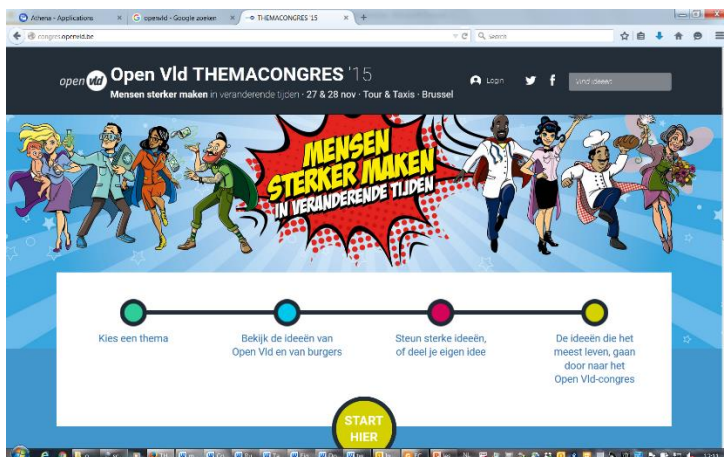 Athena - Applications
openvld - Google zoeken
THEMACONGRES '15
congres.openvld.be
Search
open vld
Open Vld THEMACONGRES '15
Mensen sterker maken in veranderende tijden · 27 & 28 nov · Tour & Taxis · Brussel
Login
Vind ideeën
MENSEN
STERKER MAKEN
IN VERANDERENDE TIJDEN
Kies een thema
Bekijk de ideeën van
Open Vld en van burgers
Steun sterke ideeën,
of deel je eigen idee
De ideeën die het
meest leven, gaan
door naar het
Open Vld-congres
START
HIER
NL